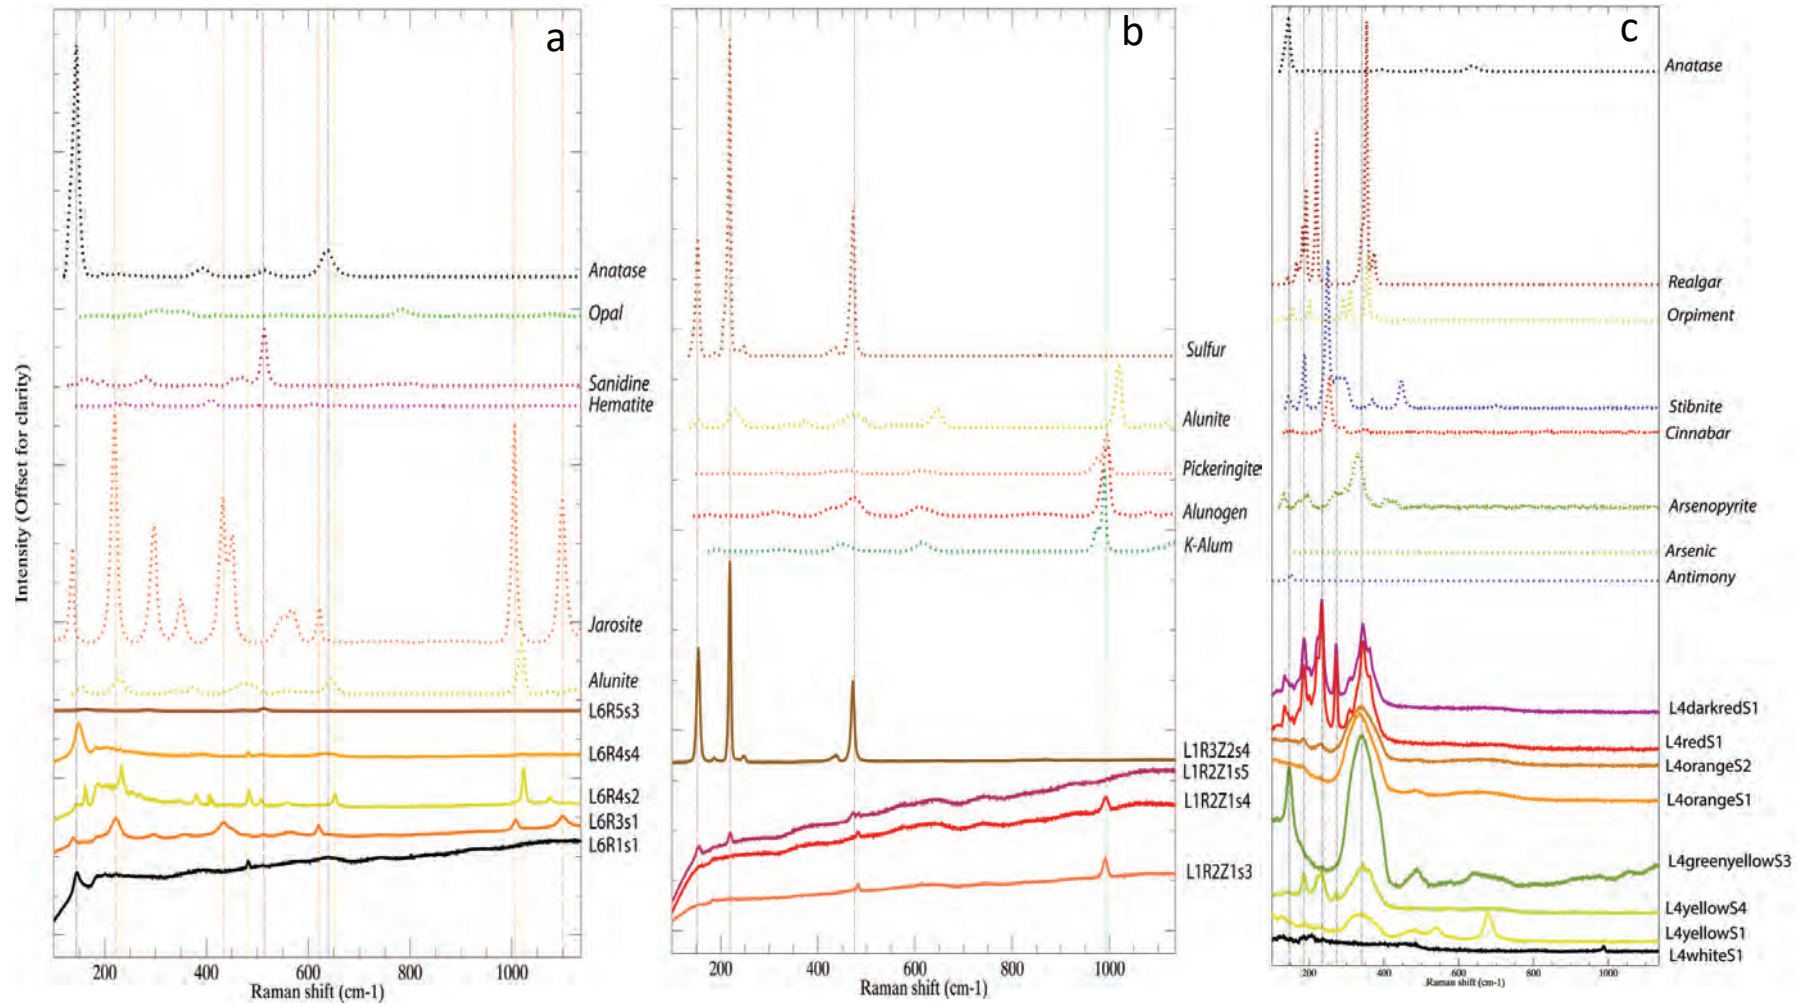 a
Anatase
Opal
Sanidine
Hematite
Jarosite
Alunite
L6R5s3
L6R4s4
L6R4s2
L6R3s1
L6R1s1
Intensity (Offset for clarity)
200 400 600 800 1000
Raman shift (cm-1)
b
Sulfur
Alunite
Pickeringite
Alunogen
K-Alum
L1R3Z2s4
L1R2Z1s5
L1R2Z1s4
L1R2Z1s3
200 400 600 800 1000
Raman shift (cm-1)
c
Anatase
Realgar
Orpiment
Stibnite
Cinnabar
Arsenopyrite
Arsenic
Antimony
L4darkredS1
L4redS1
L4orangeS2
L4orangeS1
L4greenyellowS3
L4yellowS4
L4yellowS1
L4whiteS1
200 400 600 800 1000
Raman shift (cm-1)